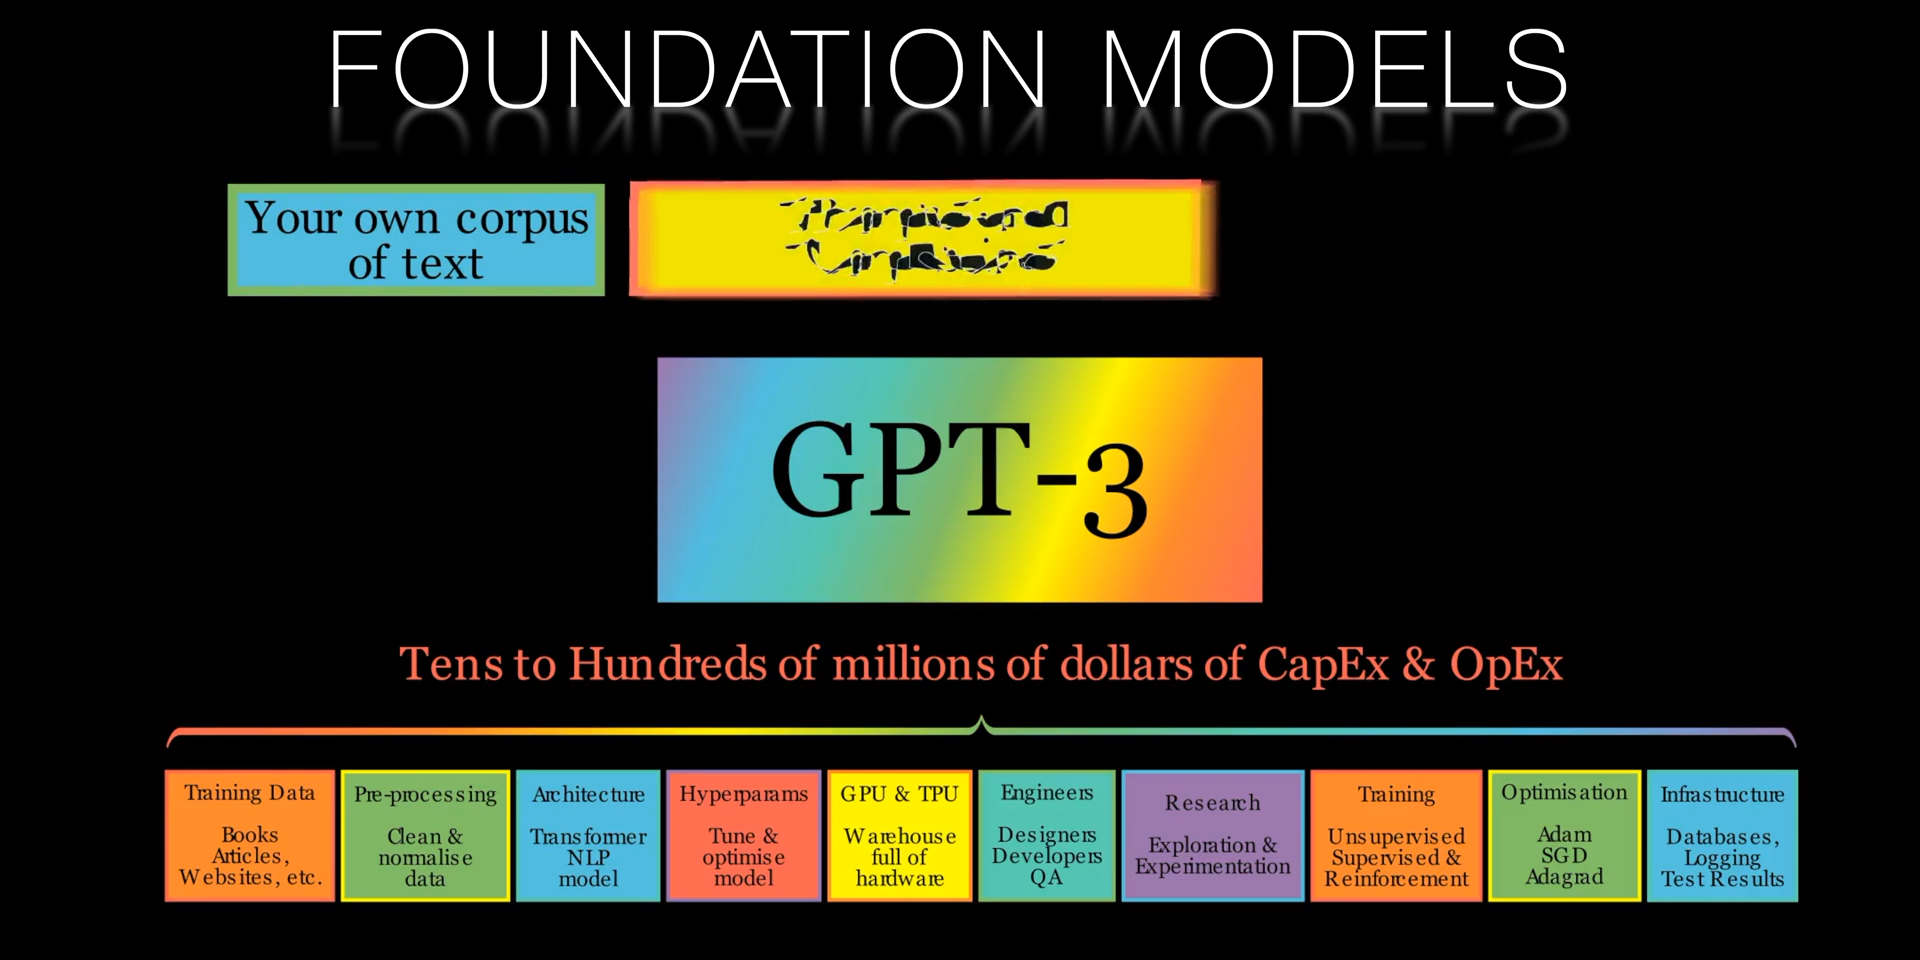 FOUNDATION MODELS
Your own corpus
of text
GPT-3
Tens to Hundreds of millions of dollars of CapEx & OpEx
Training Data
Books
Articles,
Websites, etc.
Pre-processing
Clean &
normalise
data
Architecture
Transformer
NLP
model
Hyperparams
Tune &
optimise
model
GPU & TPU
Warehouse
full of
hardware
Engineers
Designers
Developers
QA
Research
Exploration &
Experimentation
Training
Unsupervised
Supervised &
Reinforcement
Optimisation
Adam
SGD
Adagrad
Infrastructure
Databases,
Logging
Test Results